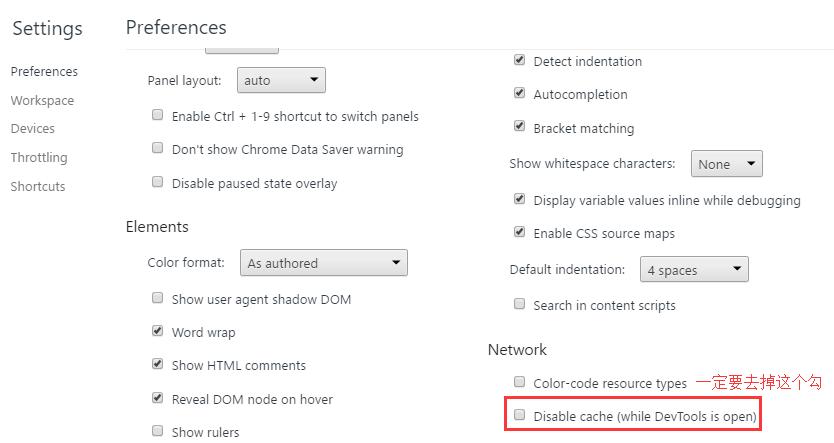 Settings
Preferences
Workspace
Devices
Throttling
Shortcuts
Preferences
Panel layout: auto
Enable Ctrl + 1-9 shortcut to switch panels
Don't show Chrome Data Saver warning
Disable paused state overlay
Elements
Color format: As authored
Show user agent shadow DOM
Word wrap
Show HTML comments
Reveal DOM node on hover
Show rulers
Detect indentation
Autocompletion
Bracket matching
Show whitespace characters: None
Display variable values inline while debugging
Enable CSS source maps
Default indentation: 4 spaces
Search in content scripts
Network
Color-code resource types 一定要去掉这个勾
Disable cache (while DevTools is open)